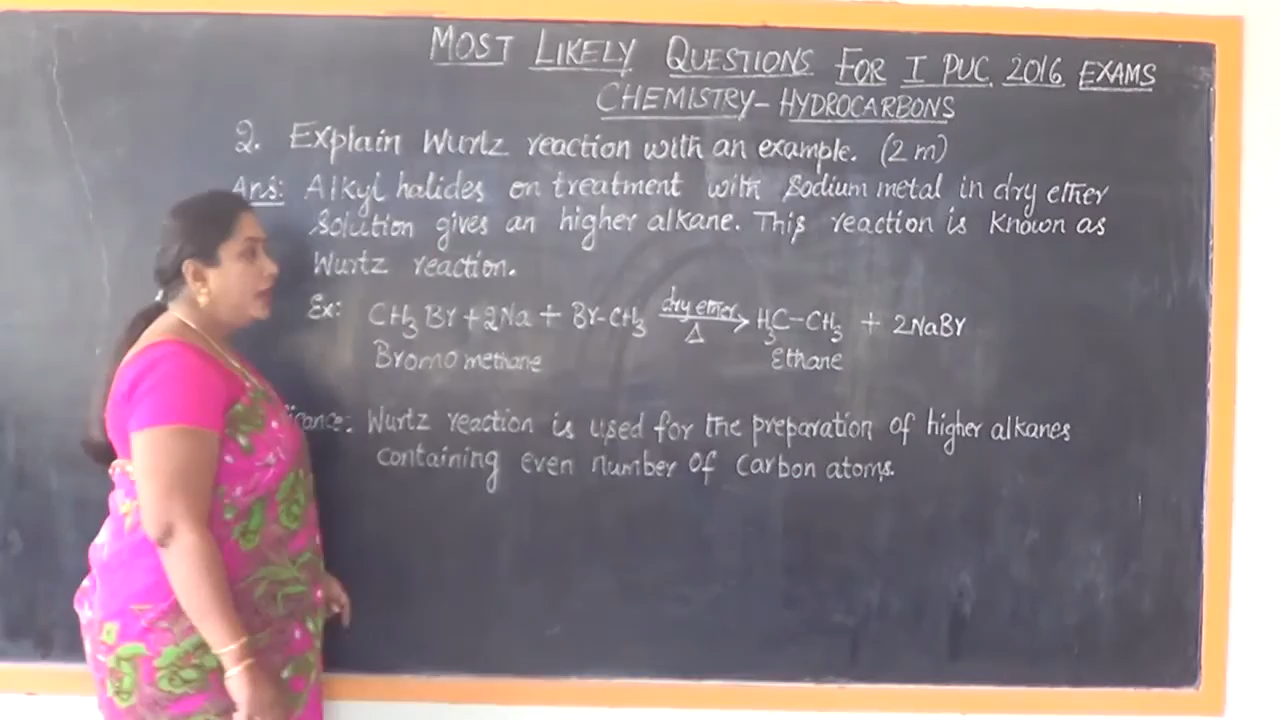 MOST LIKELY QUESTIONS FOR I PUC 2016 EXAMS
CHEMISTRY - HYDROCARBONS
2. Explain Wurtz reaction with an example. (2 m)
Ans: Alkyl halides on treatment with Sodium metal in dry ether
Solution gives an higher alkane. This reaction is known as
Wurtz reaction.
Ex: CH₃ Br + 2Na + Br-CH₃ dry ether Δ → H₃C-CH₃ + 2NaBr
Bromo methane Ethane
Wurtz reaction is used for the preparation of higher alkanes
containing even number of Carbon atoms.